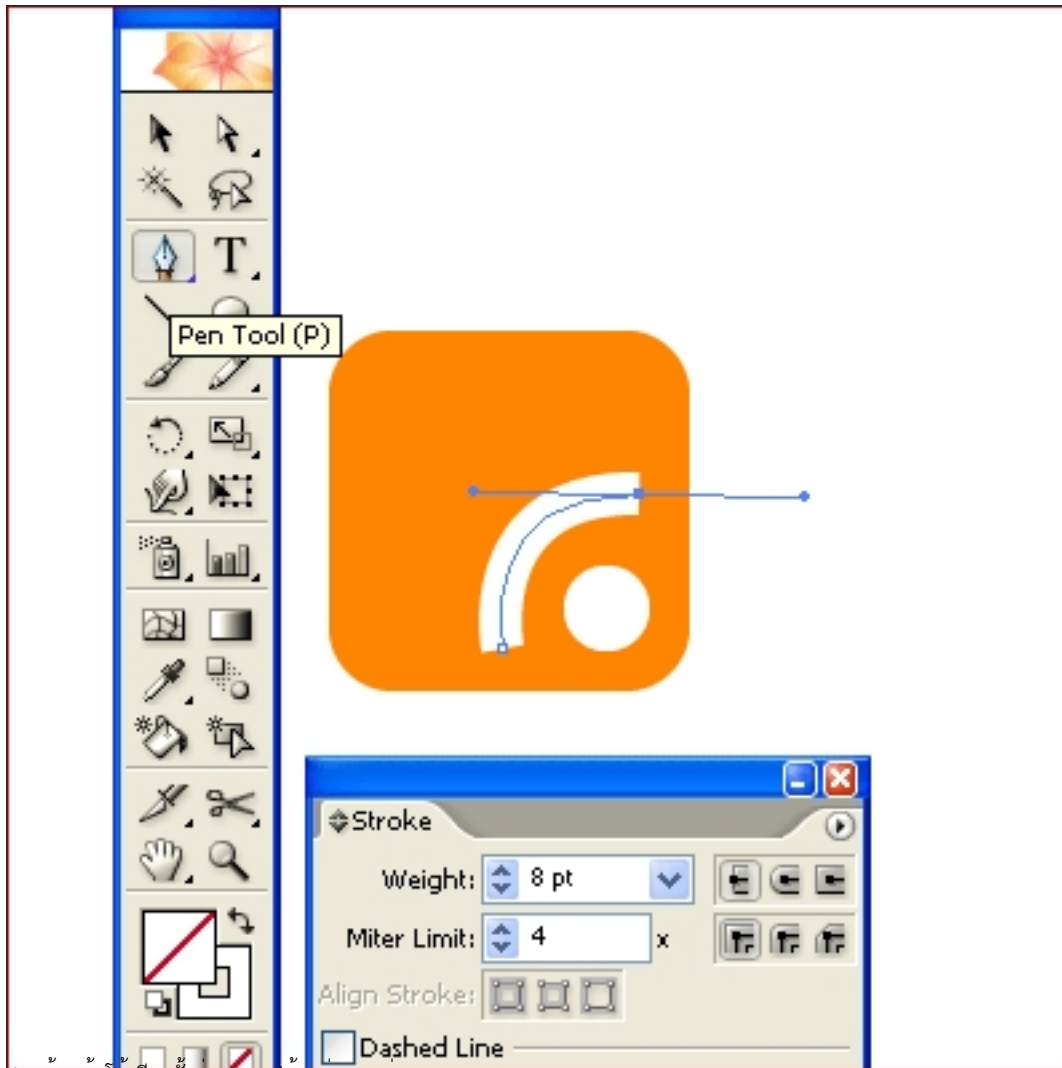 Pen Tool (P)
Stroke
Weight: 8 pt
Miter Limit: 4 x
Align Stroke:
Dashed Line